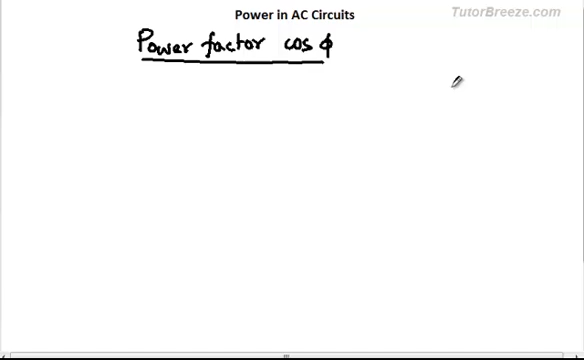 Power in AC Circuits
TutorBreeze.com
Power factor cos ϕ